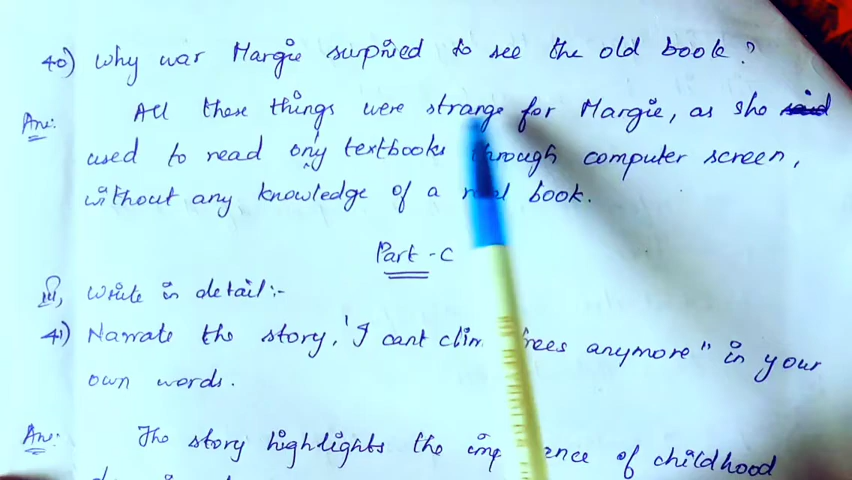 40) Why was Margie surprised to see the old book?
Ans: All these things were strange for Margie, as she
used to read only textbooks through computer screen,
without any knowledge of a real book.
Part - C
III, Write in detail:-
41) Narrate the story, "I cant climb trees anymore" in your
own words.
Ans: The story highlights the of childhood